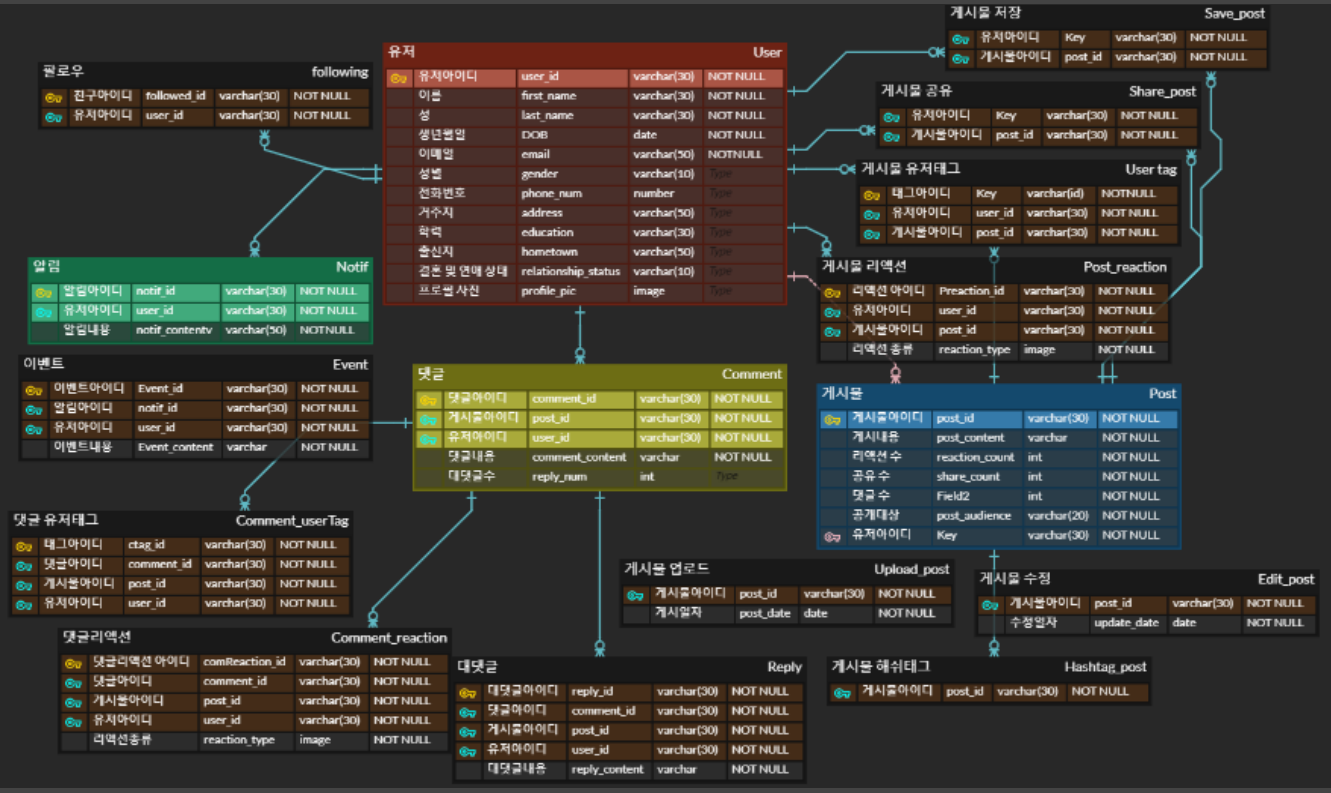 게시물 저장 Save_post
유저아이디 Key varchar(30) NOT NULL
게시물아이디 post_id varchar(30) NOT NULL
유저 User
유저아이디 user_id varchar(30) NOT NULL
이름 first_name varchar(30) NOT NULL
성 last_name varchar(30) NOT NULL
생년월일 DOB date NOT NULL
이메일 email varchar(50) NOTNULL
성별 gender varchar(10) Type
전화번호 phone_num number
거주지 address varchar(50) Type
학력 education varchar(30) Type
출신지 hometown varchar(50) Type
결혼 및 연애 상태 relationship_status varchar(10) Type
프로필 사진 profile_pic image Type
팔로우 following
친구아이디 followed_id varchar(30) NOT NULL
유저아이디 user_id varchar(30) NOT NULL
게시물 공유 Share_post
유저아이디 Key varchar(30) NOT NULL
게시물아이디 post_id varchar(30) NOT NULL
게시물 유저태그 User tag
태그아이디 Key varchar(id) NOTNULL
유저아이디 user_id varchar(30) NOT NULL
게시물아이디 post_id varchar(30) NOT NULL
알림 Notif
알림아이디 notif_id varchar(30) NOT NULL
유저아이디 user_id varchar(30) NOT NULL
알림내용 notif_contentv varchar(50) NOTNULL
게시물 리액션 Post_reaction
리액션 아이디 Preaction_id varchar(30) NOT NULL
유저아이디 user_id varchar(30) NOT NULL
게시물아이디 post_id varchar(30) NOT NULL
리액션 종류 reaction_type image NOT NULL
이벤트 Event
이벤트아이디 Event_id varchar(30) NOT NULL
알림아이디 notif_id varchar(30) NOT NULL
유저아이디 user_id varchar(30) NOT NULL
이벤트내용 Event_content varchar NOT NULL
댓글 Comment
댓글아이디 comment_id varchar(30) NOT NULL
게시물아이디 post_id varchar(30) NOT NULL
유저아이디 user_id varchar(30) NOT NULL
댓글내용 comment_content varchar NOT NULL
대댓글수 reply_num int Type
게시물 Post
게시물아이디 post_id varchar(30) NOT NULL
게시내용 post_content varchar NOT NULL
리액션 수 reaction_count int NOT NULL
공유 수 share_count int NOT NULL
댓글 수 Field2 int NOT NULL
공개대상 post_audience varchar(20) NOT NULL
유저아이디 Key varchar(30) NOT NULL
댓글 유저태그 Comment_userTag
태그아이디 ctag_id varchar(30) NOT NULL
댓글아이디 comment_id varchar(30) NOT NULL
게시물아이디 post_id varchar(30) NOT NULL
유저아이디 user_id varchar(30) NOT NULL
게시물 업로드 Upload_post
게시물아이디 post_id varchar(30) NOT NULL
게시일자 post_date date NOT NULL
게시물 수정 Edit_post
게시물아이디 post_id varchar(30) NOT NULL
수정일자 update_date date NOT NULL
댓글리액션 Comment_reaction
댓글리액션 아이디 comReaction_id varchar(30) NOT NULL
댓글아이디 comment_id varchar(30) NOT NULL
게시물아이디 post_id varchar(30) NOT NULL
유저아이디 user_id varchar(30) NOT NULL
리액션종류 reaction_type image NOT NULL
대댓글 Reply
대댓글아이디 reply_id varchar(30) NOT NULL
댓글아이디 comment_id varchar(30) NOT NULL
게시물아이디 post_id varchar(30) NOT NULL
유저아이디 user_id varchar(30) NOT NULL
대댓글내용 reply_content varchar NOT NULL
게시물 해쉬태그 Hashtag_post
게시물아이디 post_id varchar(30) NOT NULL